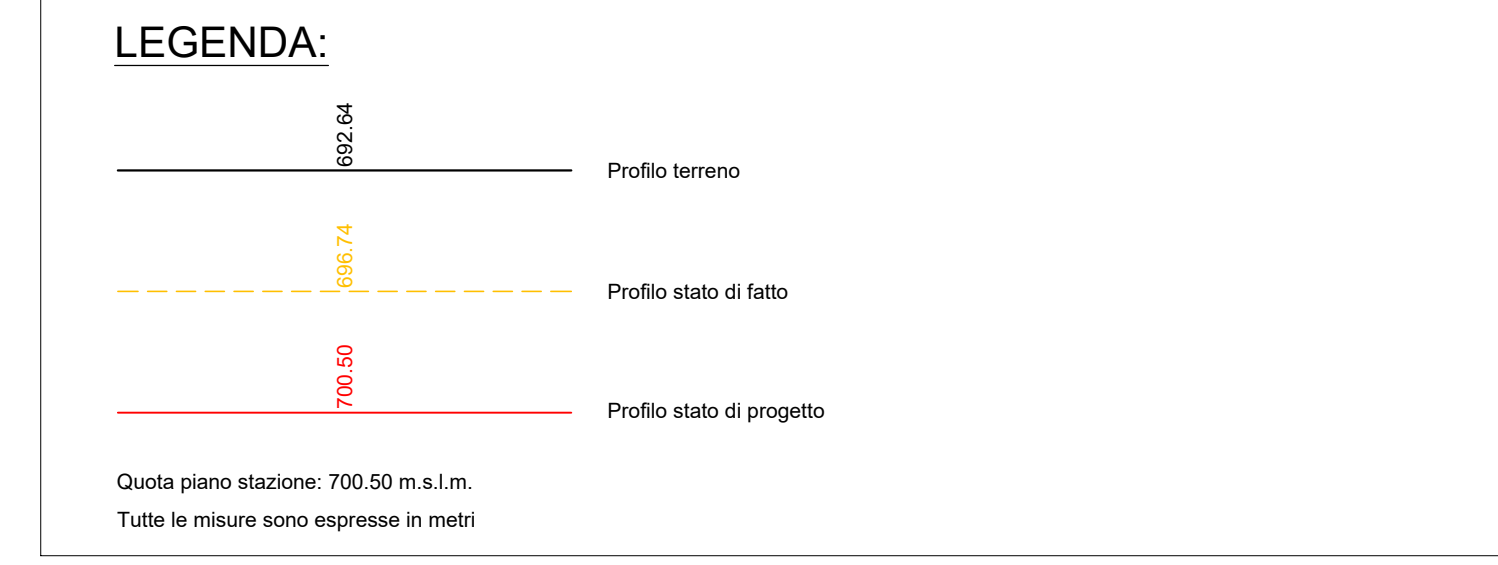 LEGENDA:
692.64
Profilo terreno
696.74
Profilo stato di fatto
700.50
Profilo stato di progetto
Quota piano stazione: 700.50 m.s.l.m.
Tutte le misure sono espresse in metri